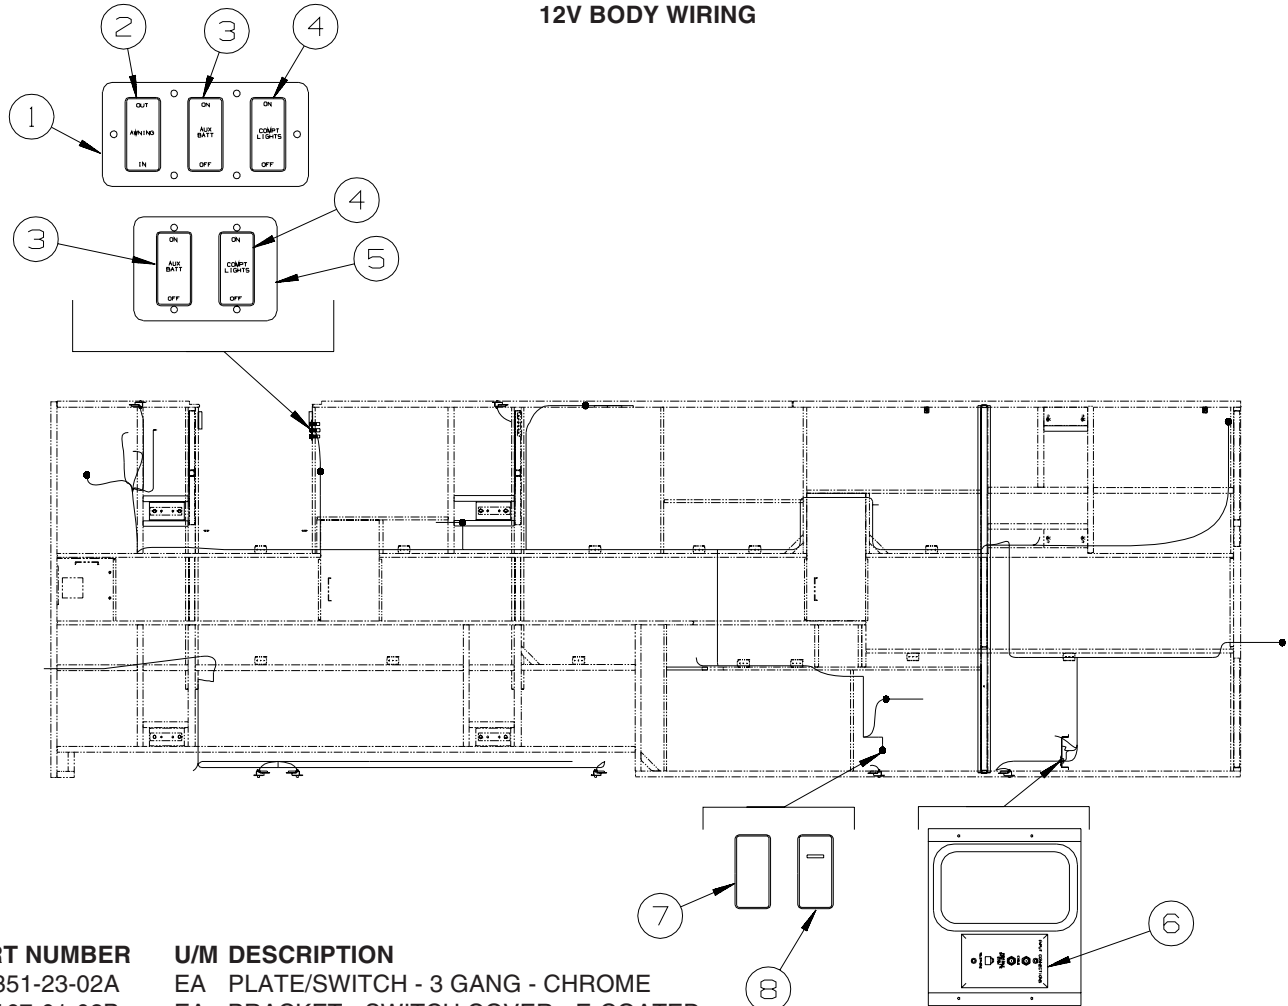 12V BODY WIRING
2
3
4
1
OUT
ON
ON
AWNING
AUX
BATT
COMPT
LIGHTS
IN
OFF
OFF
3
4
5
ON
ON
AUX
BATT
COMPT
LIGHTS
OFF
OFF
7
8
6
INPUT CONNECTIONS
RT NUMBER U/M DESCRIPTION
351-23-02A EA PLATE/SWITCH - 3 GANG - CHROME